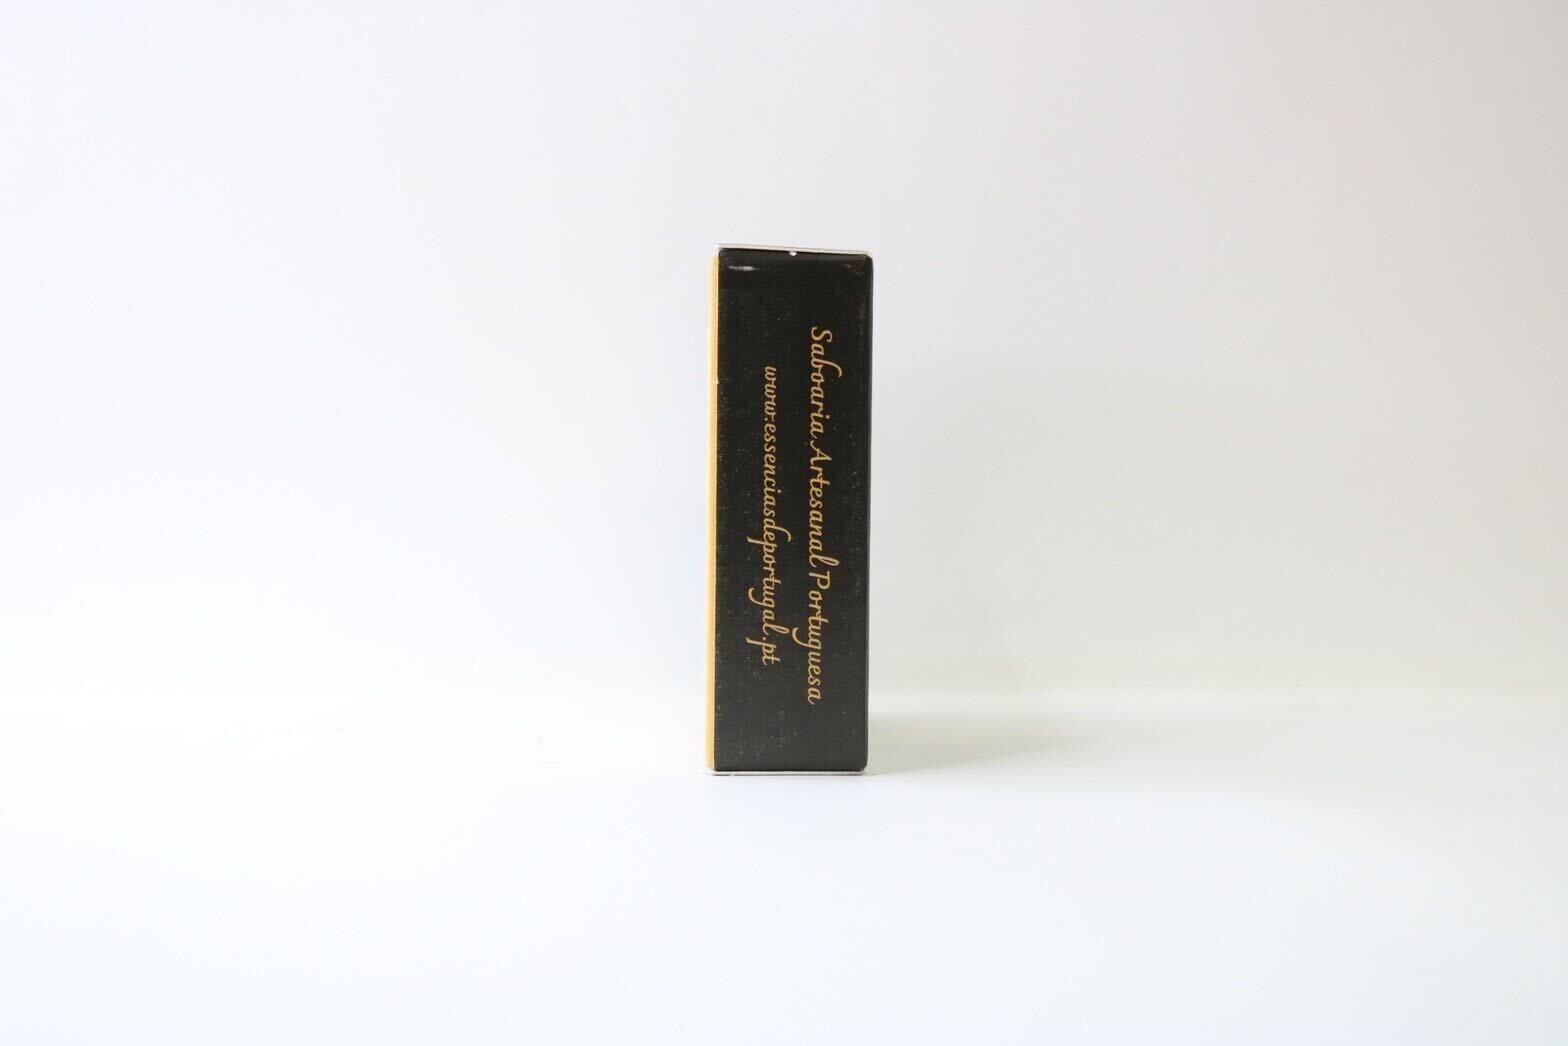 Saboaria Artesanal Portuguesa
www.essenciasdeportugal.pt